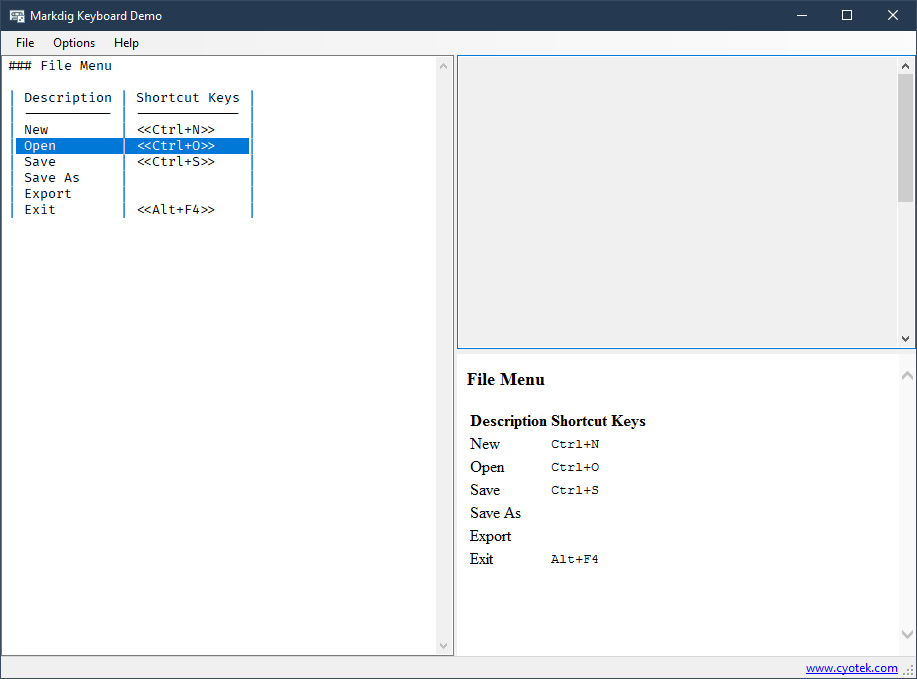 Markdig Keyboard Demo
File Options Help
### File Menu
| Description | Shortcut Keys |
| ----------- | ------------- |
| New | <<Ctrl+N>> |
| Open | <<Ctrl+O>> |
| Save | <<Ctrl+S>> |
| Save As | |
| Export | |
| Exit | <<Alt+F4>> |
File Menu
Description Shortcut Keys
New Ctrl+N
Open Ctrl+O
Save Ctrl+S
Save As
Export
Exit Alt+F4
www.cyotek.com